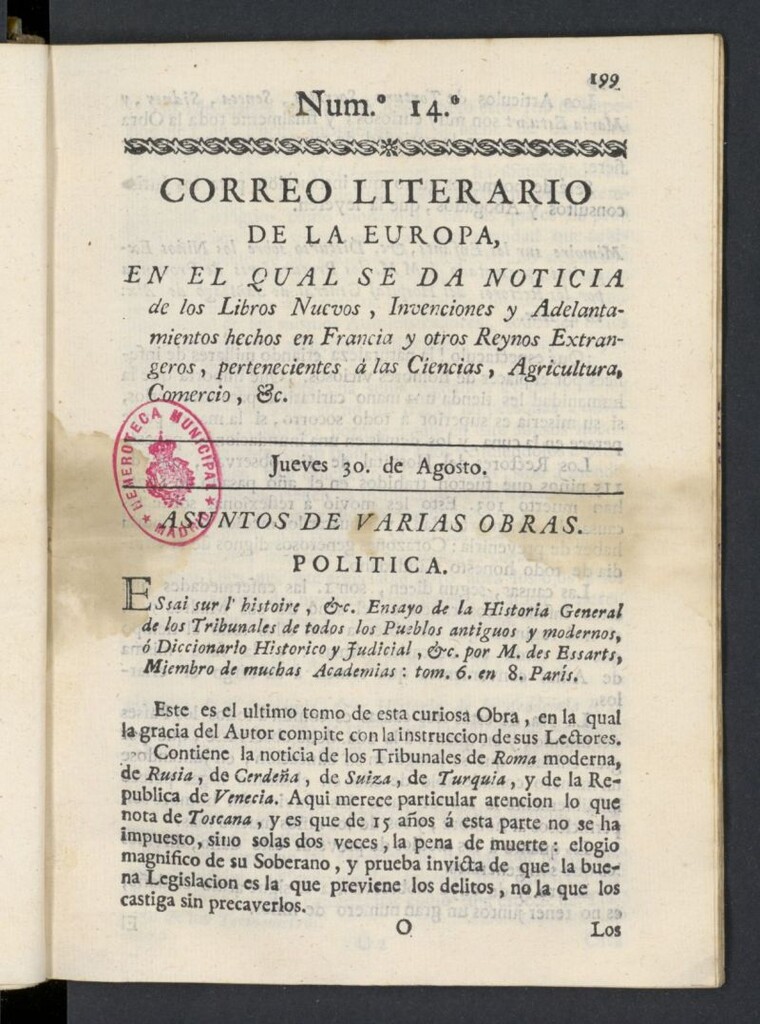 199
Num.º 14.º
CORREO LITERARIO
DE LA EUROPA,
EN EL QUAL SE DA NOTICIA
de los Libros Nuevos, Invenciones y Adelanta-
mientos hechos en Francia y otros Reynos Extran-
geros, pertenecientes á las Ciencias, Agricultura,
Comercio, &c.
HEMEROTECA MUNICIPAL
MADRID
Jueves 30. de Agosto.
ASUNTOS DE VARIAS OBRAS.
POLITICA.
ESsai sur l' histoire, &c. Ensayo de la Historia General
de los Tribunales de todos los Pueblos antiguos y modernos,
ó Diccionario Historico y Judicial, &c. por M. des Essarts,
Miembro de muchas Academias: tom. 6. en 8. París.
Este es el ultimo tomo de esta curiosa Obra, en la qual
la gracia del Autor compite con la instruccion de sus Lectores.
Contiene la noticia de los Tribunales de Roma moderna,
de Rusia, de Cerdeña, de Suiza, de Turquia, y de la Re-
publica de Venecia. Aqui merece particular atencion lo que
nota de Toscana, y es que de 15 años á esta parte no se ha
impuesto, sino solas dos veces, la pena de muerte: elogio
magnifico de su Soberano, y prueba invicta de que la bue-
na Legislacion es la que previene los delitos, no la que los
castiga sin precaverlos.
O
Los